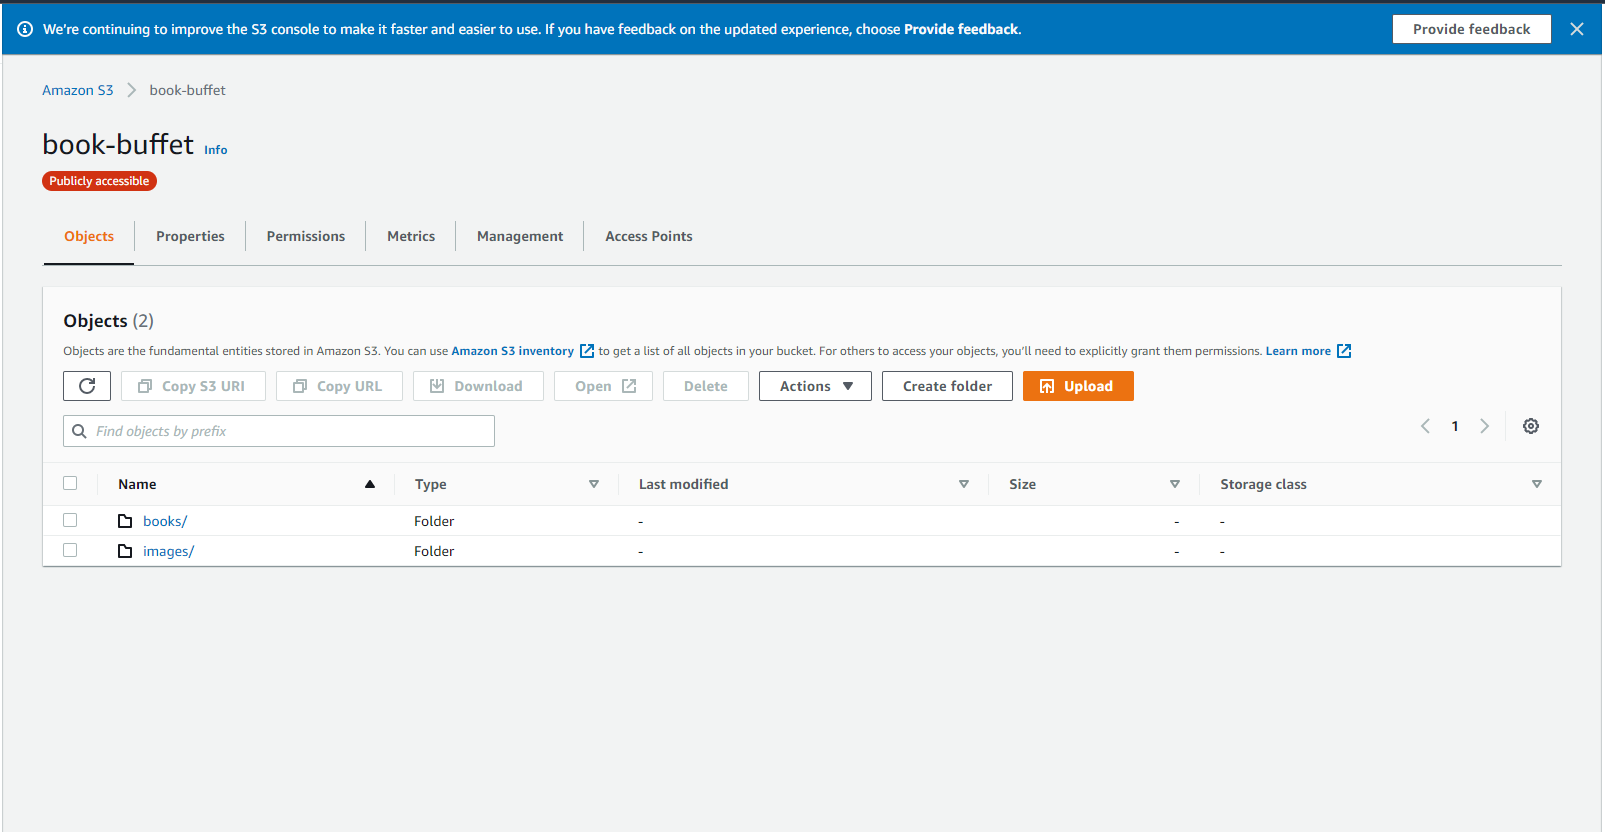 We're continuing to improve the S3 console to make it faster and easier to use. If you have feedback on the updated experience, choose Provide feedback. Provide feedback
Amazon S3 book-buffet
book-buffet Info
Publicly accessible
Objects Properties Permissions Metrics Management Access Points
Objects (2)
Objects are the fundamental entities stored in Amazon S3. You can use Amazon S3 inventory to get a list of all objects in your bucket. For others to access your objects, you'll need to explicitly grant them permissions. Learn more
Copy S3 URI Copy URL Download Open Delete Actions Create folder Upload
Find objects by prefix 1
Name Type Last modified Size Storage class
books/ Folder - - -
images/ Folder - - -